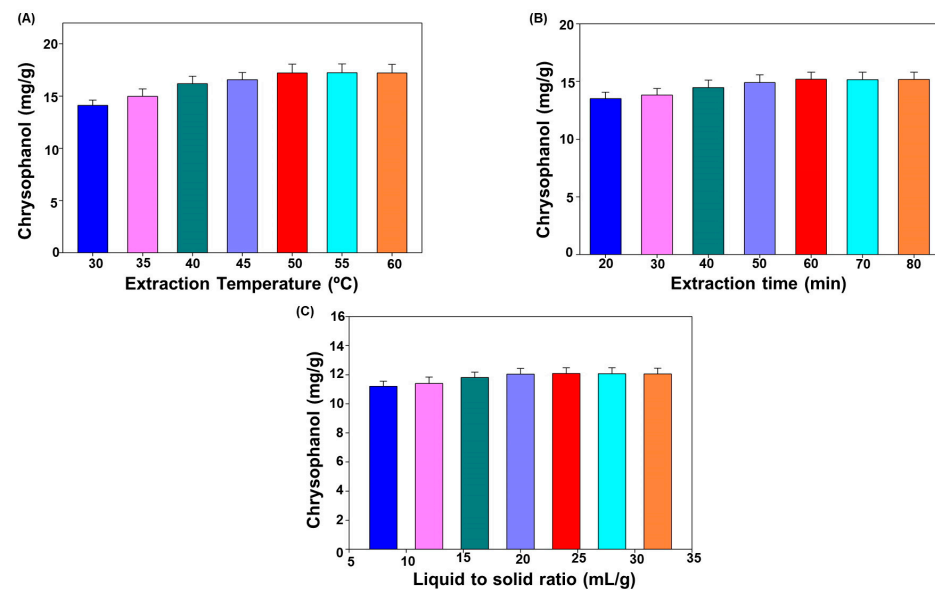 (A)
20
15
10
5
0
Chrysophanol (mg/g)
30 35 40 45 50 55 60
Extraction Temperature (ºC)
(B)
20
15
10
5
0
Chrysophanol (mg/g)
20 30 40 50 60 70 80
Extraction time (min)
(C)
16
14
12
10
8
6
4
2
0
Chrysophanol (mg/g)
5 10 15 20 25 30 35
Liquid to solid ratio (mL/g)